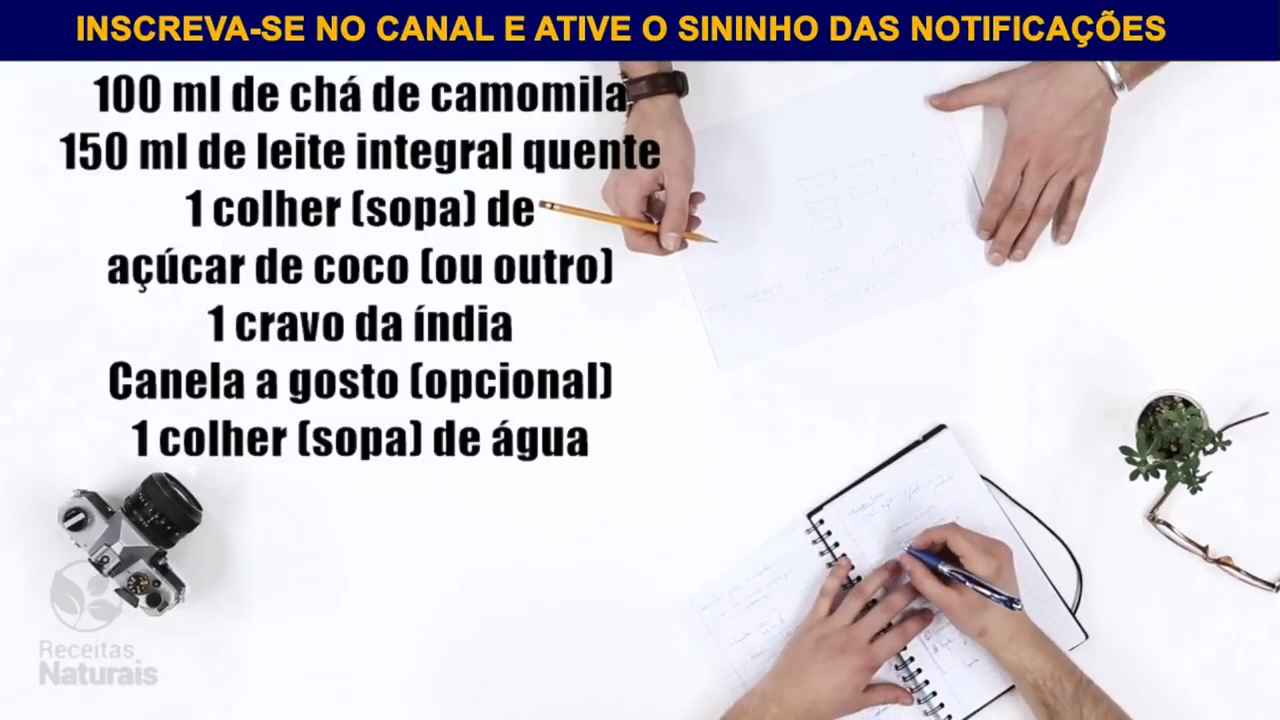 INSCREVA-SE NO CANAL E ATIVE O SININHO DAS NOTIFICAÇÕES
100 ml de chá de camomila
150 ml de leite integral quente
1 colher (sopa) de
açúcar de coco (ou outro)
1 cravo da índia
Canela a gosto (opcional)
1 colher (sopa) de água
Receitas
Naturais